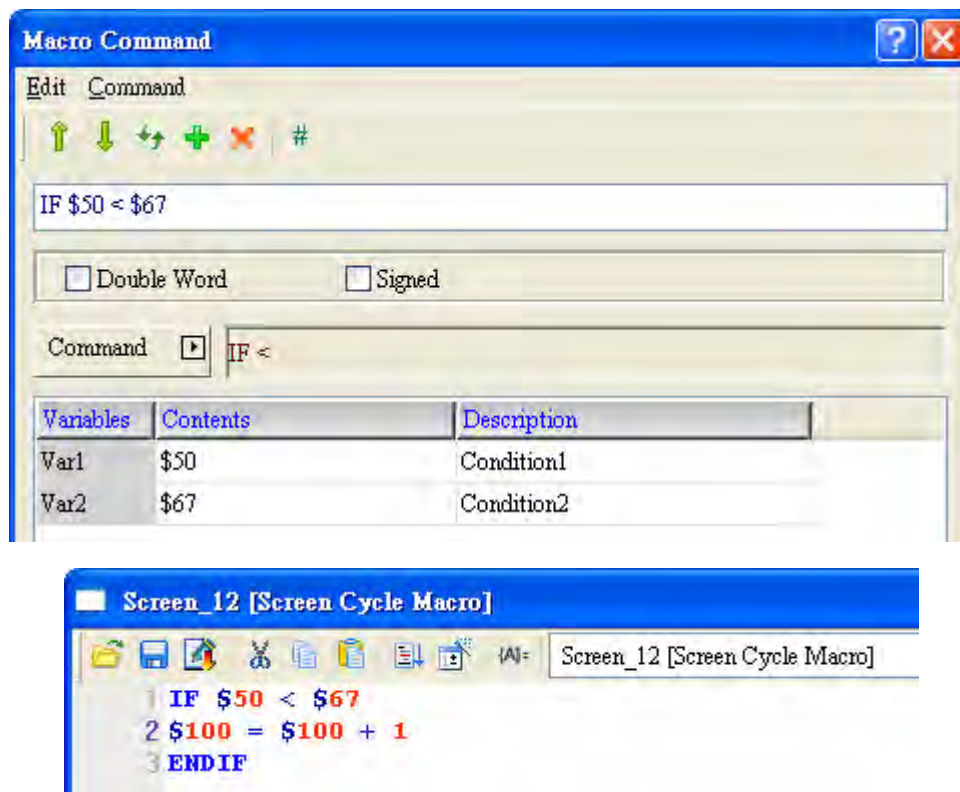 Macro Command
Edit Command
#
IF $50 < $67
Double Word Signed
Command IF <
Variables Contents Description
Var1 $50 Condition1
Var2 $67 Condition2
Screen_12 [Screen Cycle Macro]
{A}= Screen_12 [Screen Cycle Macro]
1 IF $50 < $67
2 $100 = $100 + 1
3 ENDIF